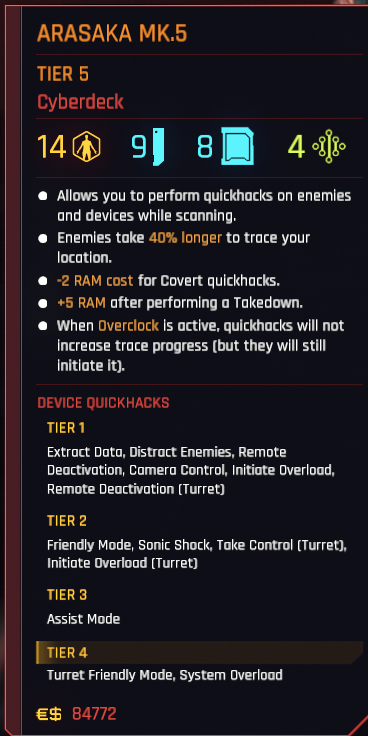 ARASAKA MK.5
TIER 5
Cyberdeck
14 9 8 4
Allows you to perform quickhacks on enemies
and devices while scanning.
Enemies take 40% longer to trace your
location.
-2 RAM cost for Covert quickhacks.
+5 RAM after performing a Takedown.
When Overclock is active, quickhacks will not
increase trace progress (but they will still
initiate it).
DEVICE QUICKHACKS
TIER 1
Extract Data, Distract Enemies, Remote
Deactivation, Camera Control, Initiate Overload,
Remote Deactivation (Turret)
TIER 2
Friendly Mode, Sonic Shock, Take Control (Turret),
Initiate Overload (Turret)
TIER 3
Assist Mode
TIER 4
Turret Friendly Mode, System Overload
€$ 84772